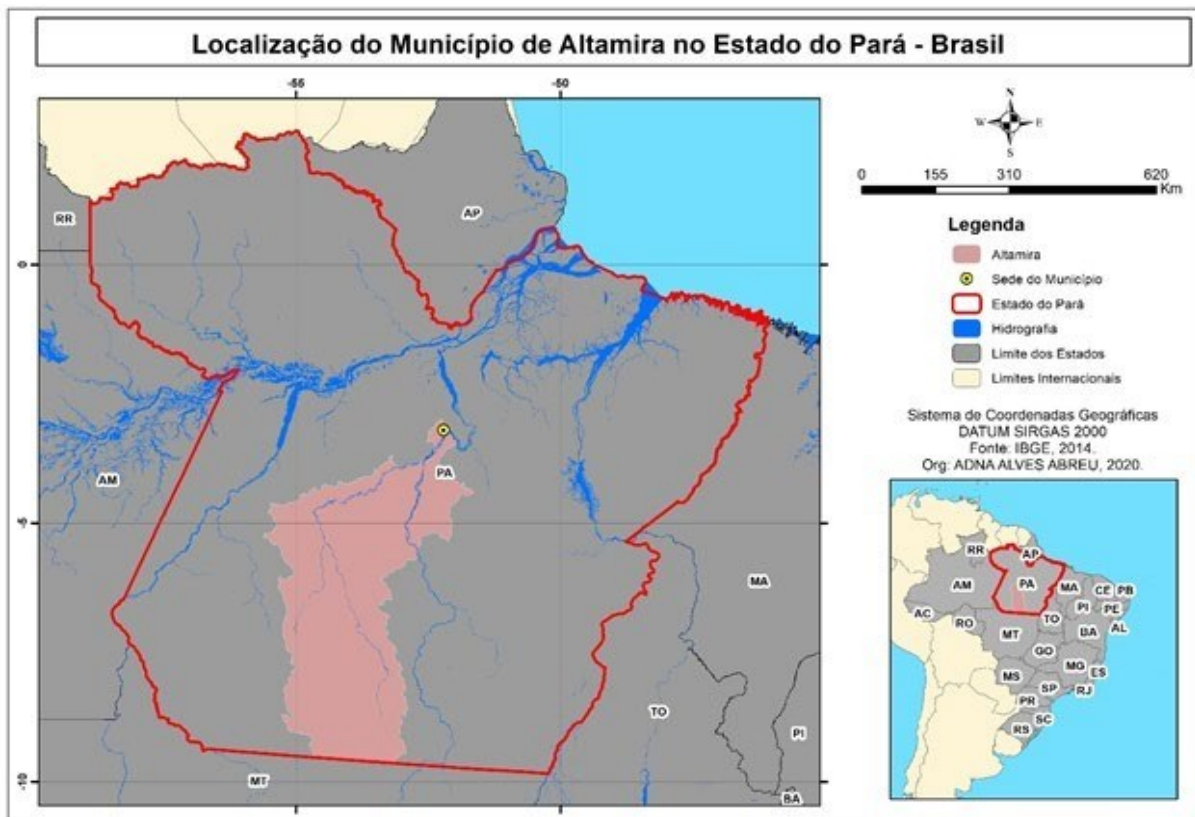 Localização do Município de Altamira no Estado do Pará - Brasil
-55
-50
N
W
E
S
0
155
310
620
Km
RR
AP
Legenda
Altamira
Sede do Município
Estado do Pará
Hidrografia
Limite dos Estados
Limites Internacionais
0
Sistema de Coordenadas Geográficas
DATUM SIRGAS 2000
Fonte: IBGE, 2014.
Org: ADNA ALVES ABREU, 2020.
AM
PA
-5
MA
TO
PI
MT
-10
BA
RR
AP
AM
PA
MA
CE
PB
PI
PE
AC
RO
TO
AL
MT
BA
GO
MG
ES
MS
SP
RJ
PR
SC
RS